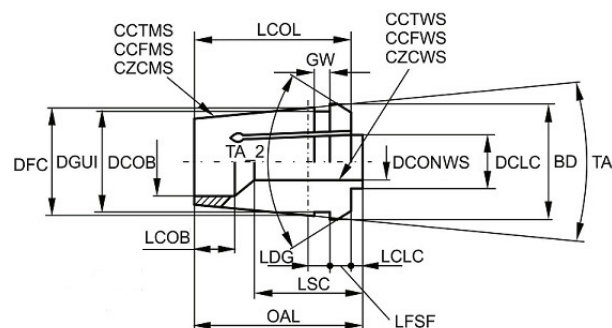 CCTMS
CCFMS
CZCMS
LCOL
GW
CCTWS
CCFWS
CZCWS
DFC
DGUI
DCOB
TA_2
DCONWS
DCLC
BD
TA
LCOB
LDG
LCLC
LSC
LFSF
OAL